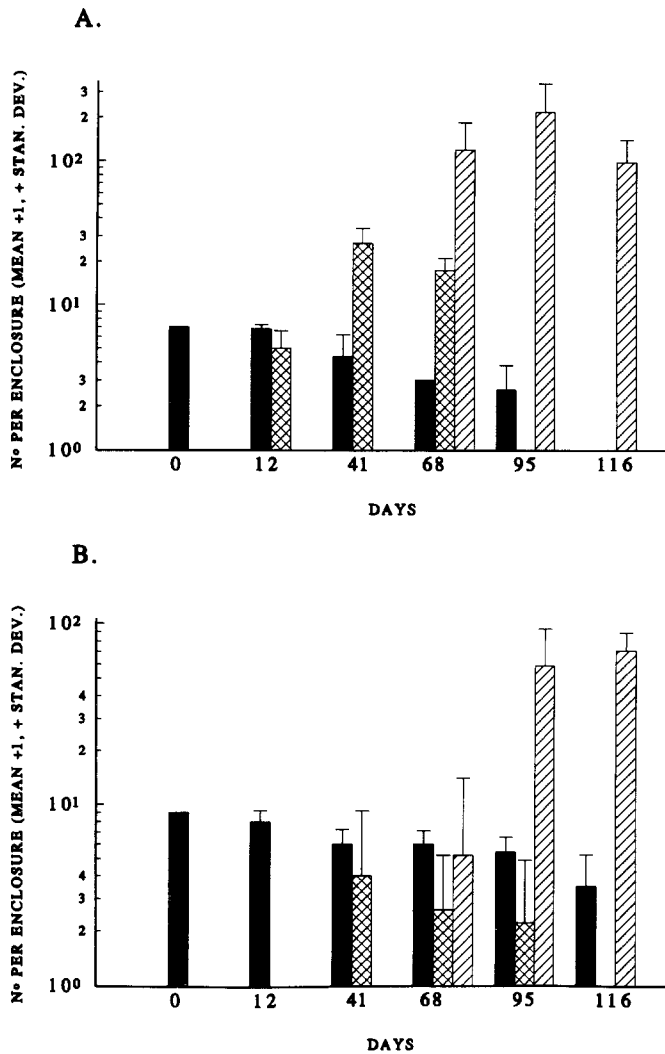 A.
Nº PER ENCLOSURE (MEAN +1, + STAN. DEV.)
3
2
10²
3
2
10¹
3
2
10⁰
0 12 41 68 95 116
DAYS
B.
Nº PER ENCLOSURE (MEAN +1, + STAN. DEV.)
10²
4
3
2
10¹
4
3
2
10⁰
0 12 41 68 95 116
DAYS